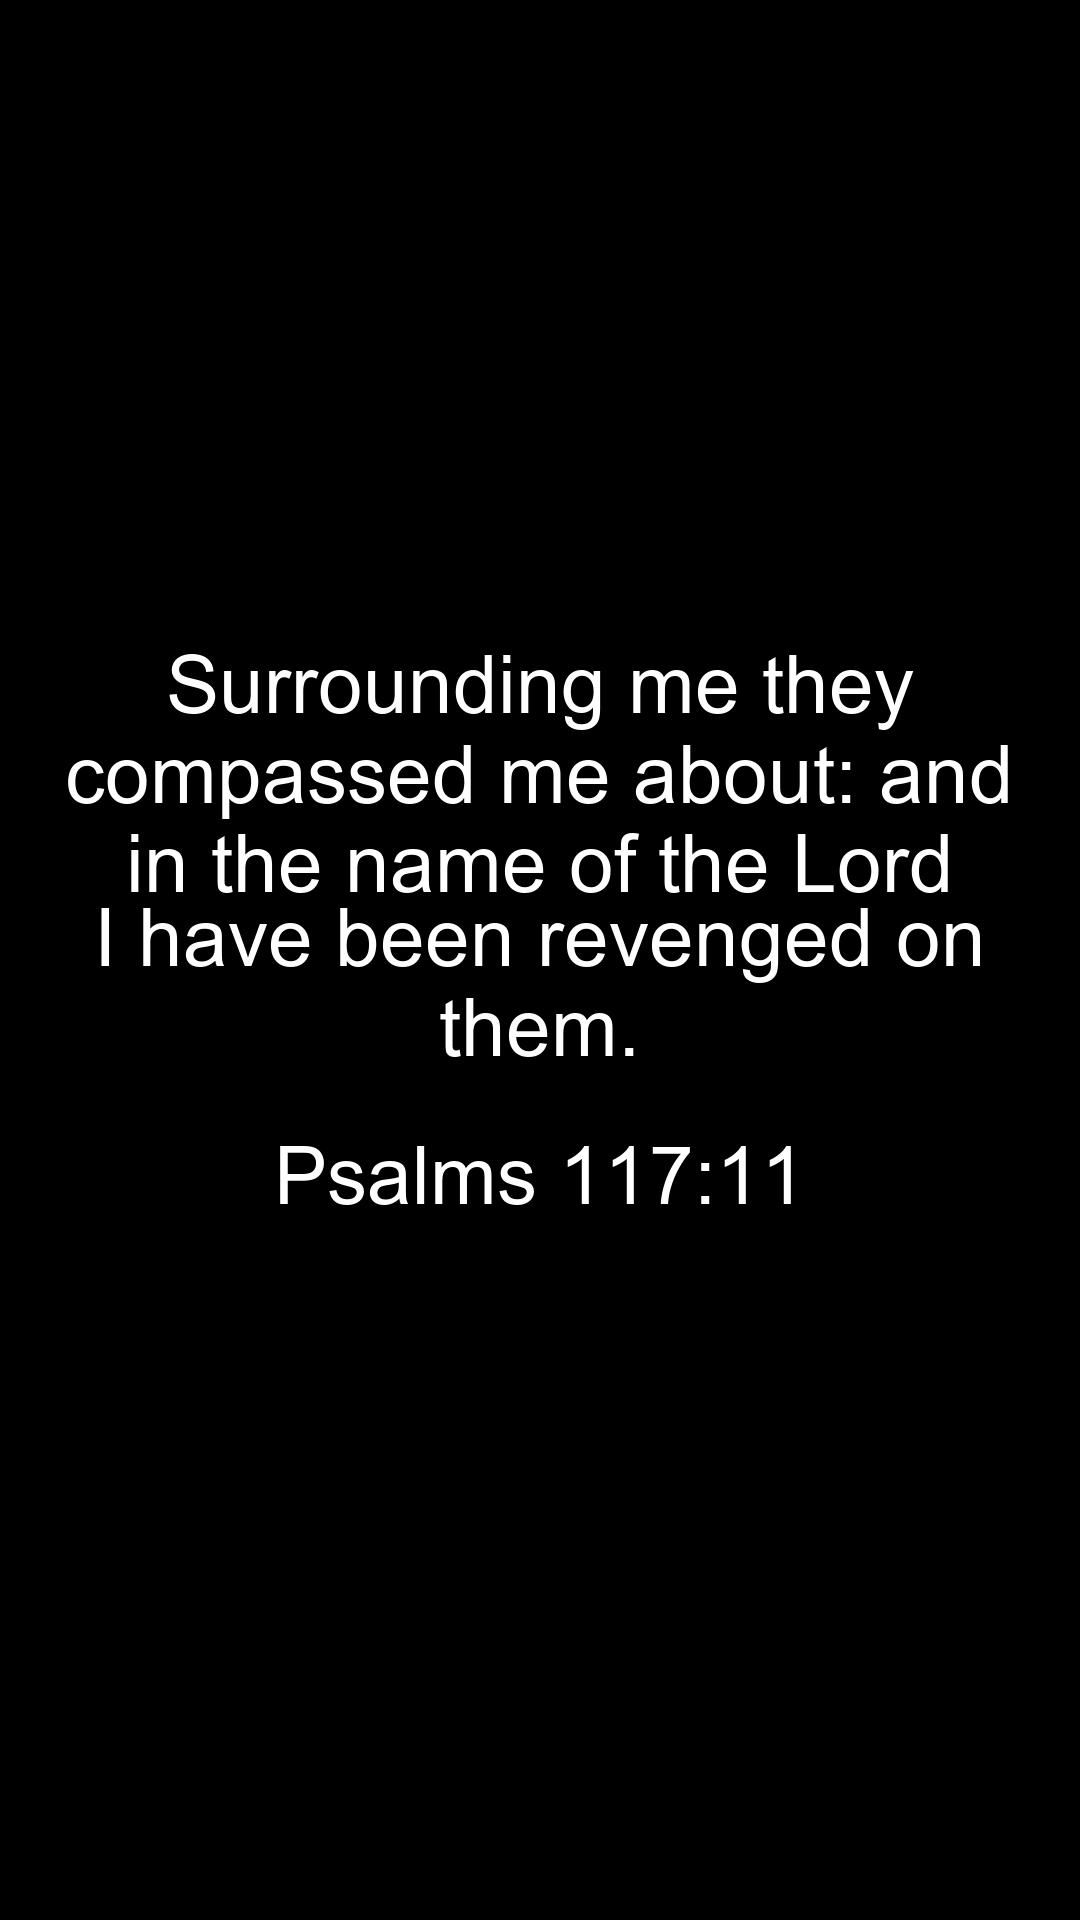 Surrounding me they
compassed me about: and
in the name of the Lord
I have been revenged on
them.
Psalms 117:11